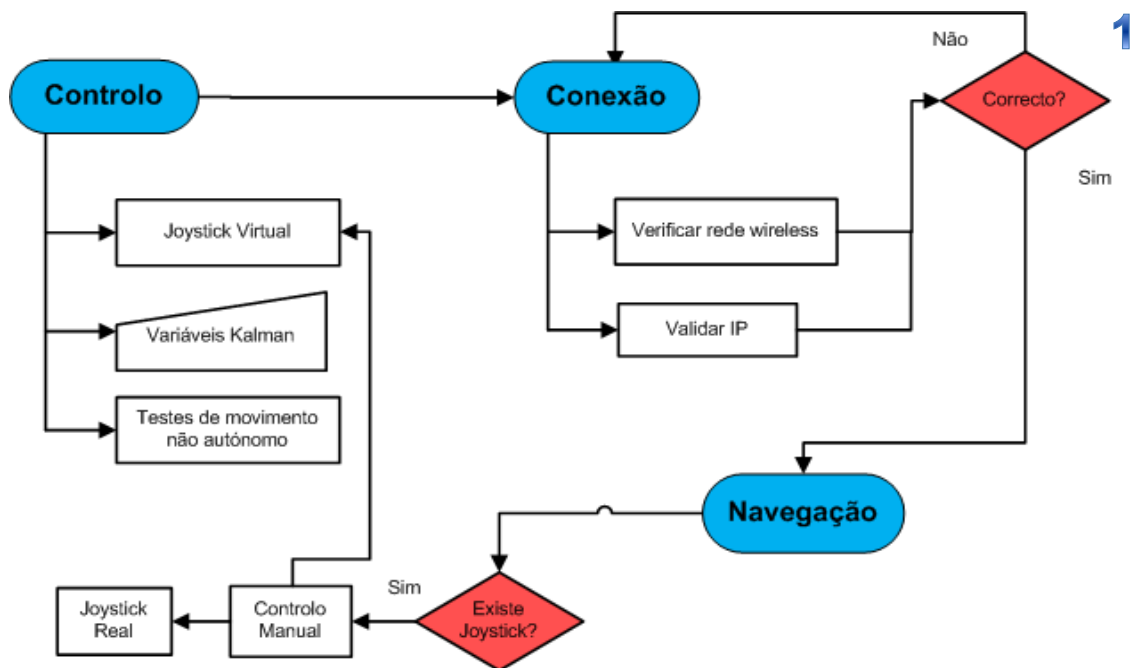 1
Não
Controlo
Conexão
Correcto?
Sim
Joystick Virtual
Verificar rede wireless
Variáveis Kalman
Validar IP
Testes de movimento
não autónomo
Navegação
Sim
Joystick
Real
Controlo
Manual
Existe
Joystick?